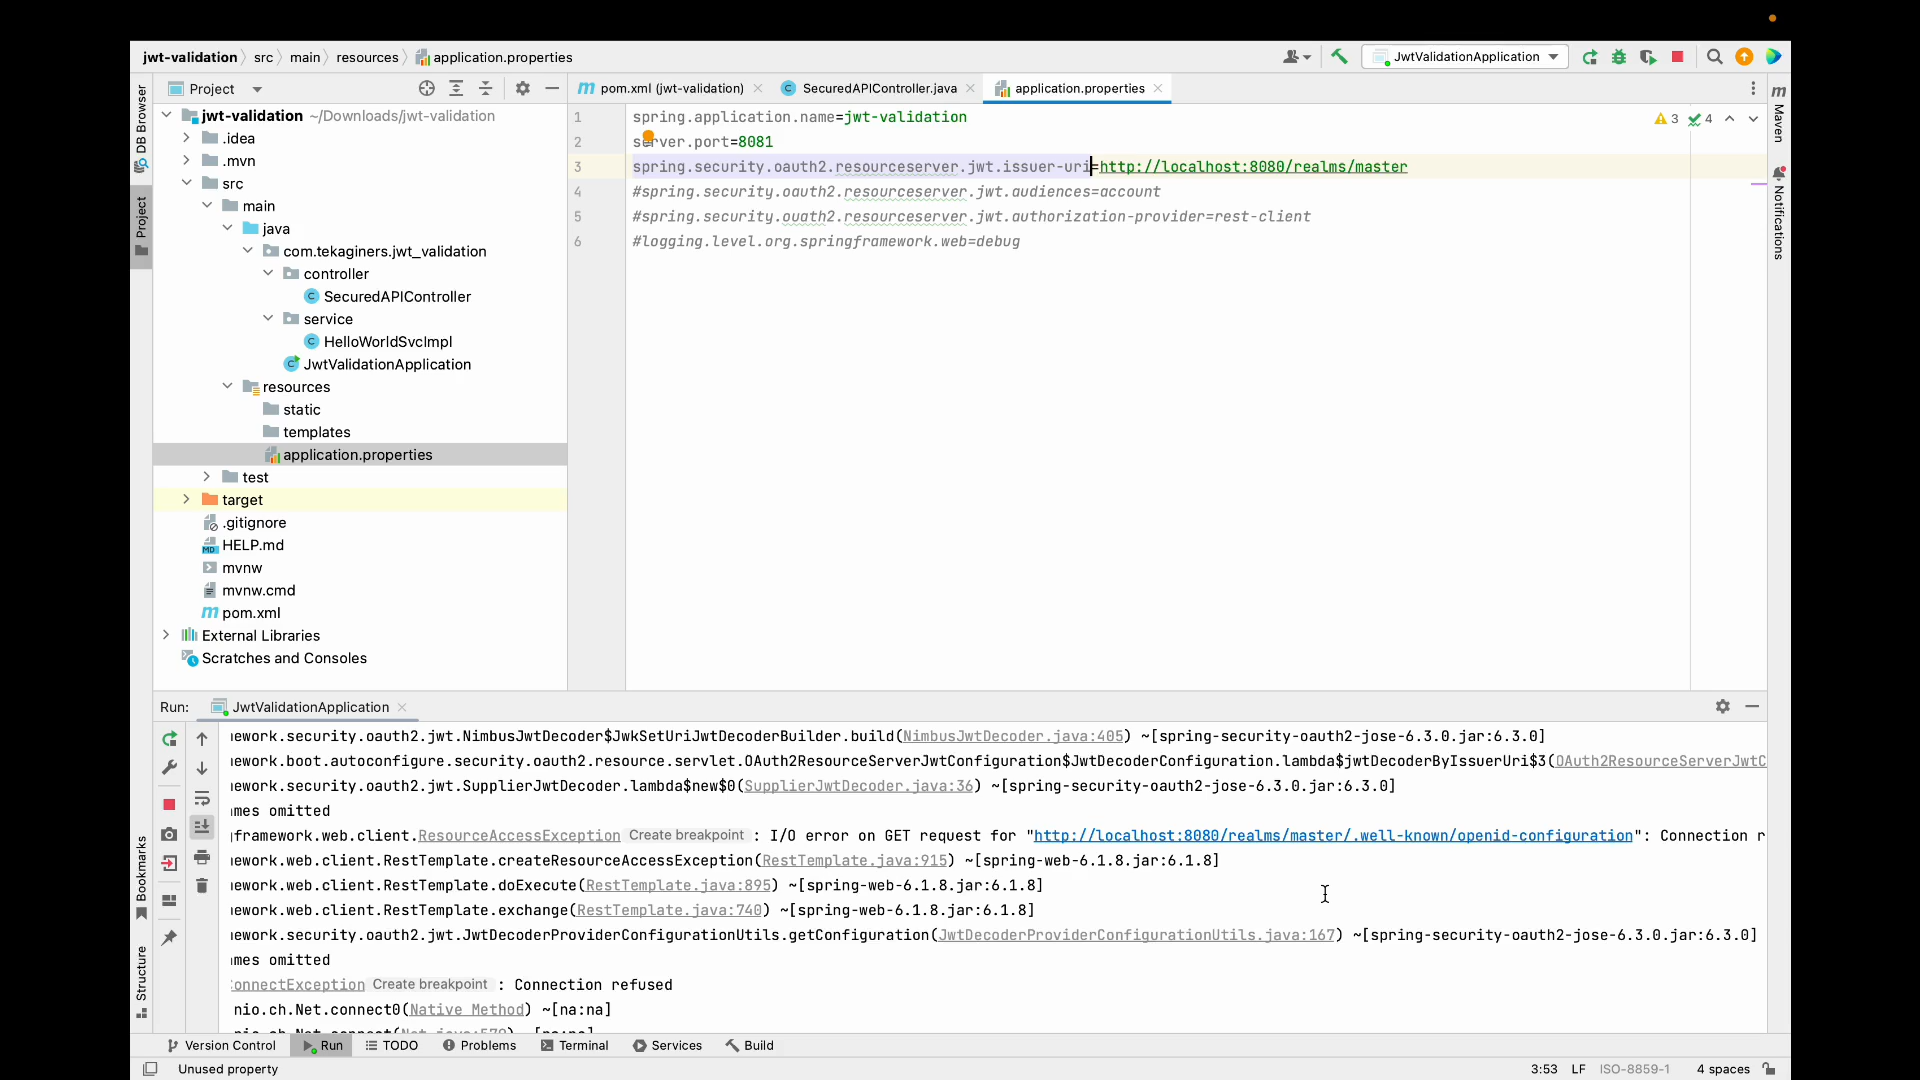 jwt-validation src main resources application.properties
JwtValidationApplication
Project
pom.xml (jwt-validation)
SecuredAPIController.java
application.properties
DB Browser
Project
Bookmarks
Structure
Maven
Notifications
jwt-validation ~/Downloads/jwt-validation
.idea
.mvn
src
main
java
com.tekaginers.jwt_validation
controller
SecuredAPIController
service
HelloWorldSvcImpl
JwtValidationApplication
resources
static
templates
application.properties
test
target
.gitignore
HELP.md
mvnw
mvnw.cmd
pom.xml
External Libraries
Scratches and Consoles
3 4
1 spring.application.name=jwt-validation
2 server.port=8081
3 spring.security.oauth2.resourceserver.jwt.issuer-uri=http://localhost:8080/realms/master
4 #spring.security.oauth2.resourceserver.jwt.audiences=account
5 #spring.security.ouath2.resourceserver.jwt.authorization-provider=rest-client
6 #logging.level.org.springframework.web=debug
Run: JwtValidationApplication
ework.security.oauth2.jwt.NimbusJwtDecoder$JwkSetUriJwtDecoderBuilder.build(NimbusJwtDecoder.java:405) ~[spring-security-oauth2-jose-6.3.0.jar:6.3.0]
ework.boot.autoconfigure.security.oauth2.resource.servlet.OAuth2ResourceServerJwtConfiguration$JwtDecoderConfiguration.lambda$jwtDecoderByIssuerUri$3(OAuth2ResourceServerJwtC
ework.security.oauth2.jwt.SupplierJwtDecoder.lambda$new$0(SupplierJwtDecoder.java:36) ~[spring-security-oauth2-jose-6.3.0.jar:6.3.0]
mes omitted
framework.web.client.ResourceAccessException Create breakpoint : I/O error on GET request for "http://localhost:8080/realms/master/.well-known/openid-configuration": Connection r
ework.web.client.RestTemplate.createResourceAccessException(RestTemplate.java:915) ~[spring-web-6.1.8.jar:6.1.8]
ework.web.client.RestTemplate.doExecute(RestTemplate.java:895) ~[spring-web-6.1.8.jar:6.1.8]
ework.web.client.RestTemplate.exchange(RestTemplate.java:740) ~[spring-web-6.1.8.jar:6.1.8]
ework.security.oauth2.jwt.JwtDecoderProviderConfigurationUtils.getConfiguration(JwtDecoderProviderConfigurationUtils.java:167) ~[spring-security-oauth2-jose-6.3.0.jar:6.3.0]
mes omitted
onnectException Create breakpoint : Connection refused
nio.ch.Net.connect0(Native Method) ~[na:na]
Version Control Run TODO Problems Terminal Services Build
Unused property
3:53 LF ISO-8859-1 4 spaces